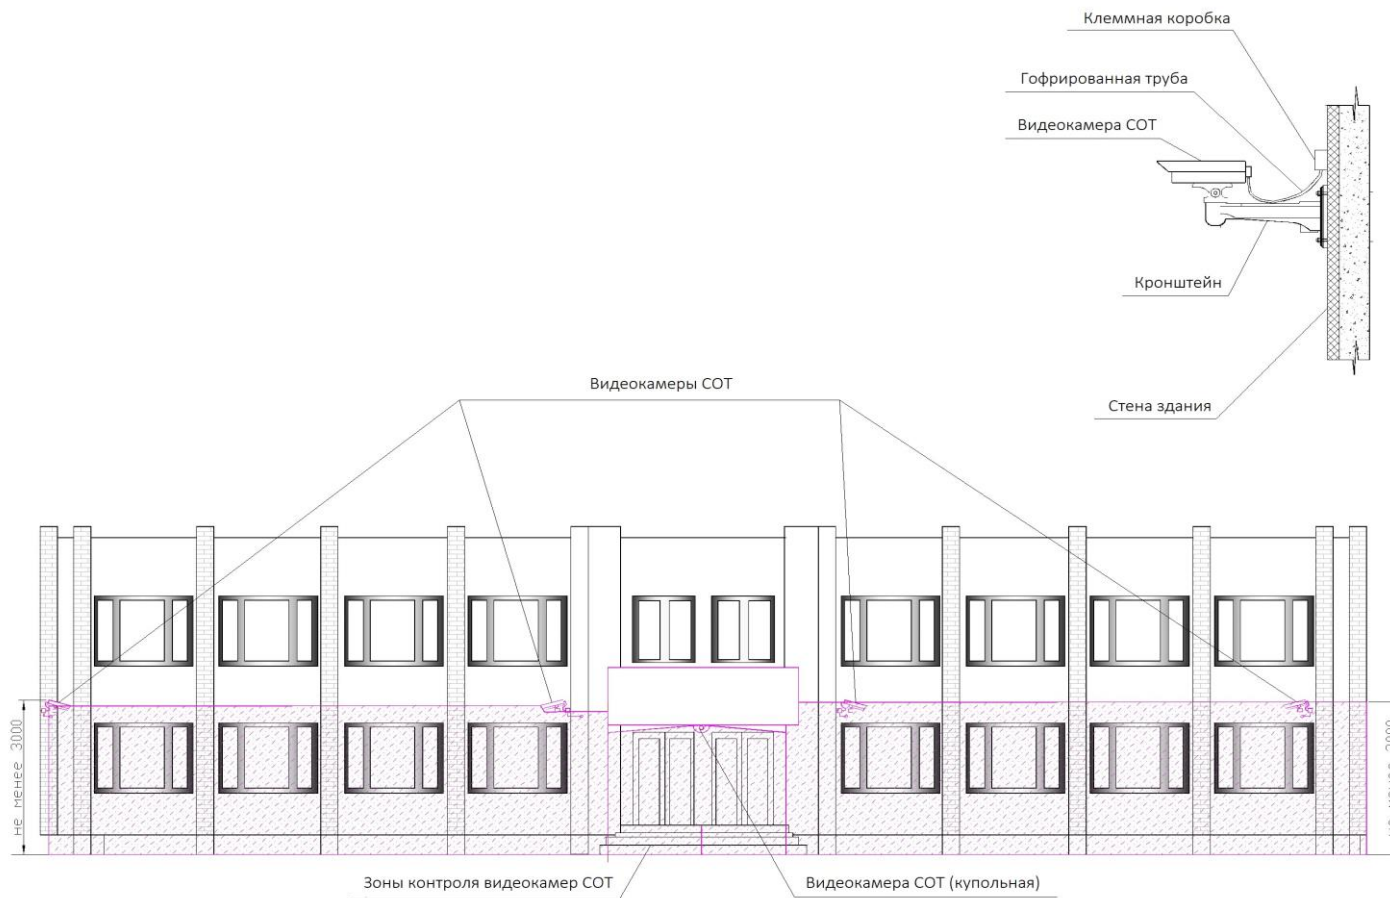 Клеммная коробка
Гофрированная труба
Видеокамера СОТ
Кронштейн
Стена здания
Видеокамеры СОТ
не менее 3000
Зоны контроля видеокамер СОТ
Видеокамера СОТ (купольная)